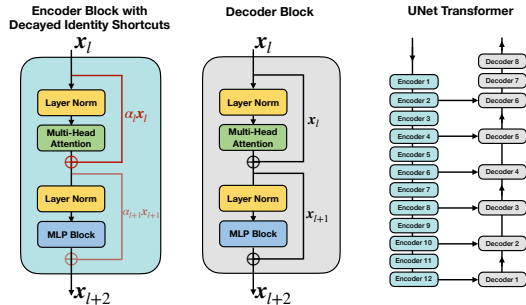 Encoder Block with
Decayed Identity Shortcuts
x_l
Layer Norm
α_l x_l
Multi-Head
Attention
Layer Norm
α_{l+1} x_{l+1}
MLP Block
x_{l+2}
Decoder Block
x_l
Layer Norm
x_l
Multi-Head
Attention
Layer Norm
x_{l+1}
MLP Block
x_{l+2}
UNet Transformer
Encoder 1
Encoder 2
Encoder 3
Encoder 4
Encoder 5
Encoder 6
Encoder 7
Encoder 8
Encoder 9
Encoder 10
Encoder 11
Encoder 12
Decoder 8
Decoder 7
Decoder 6
Decoder 5
Decoder 4
Decoder 3
Decoder 2
Decoder 1